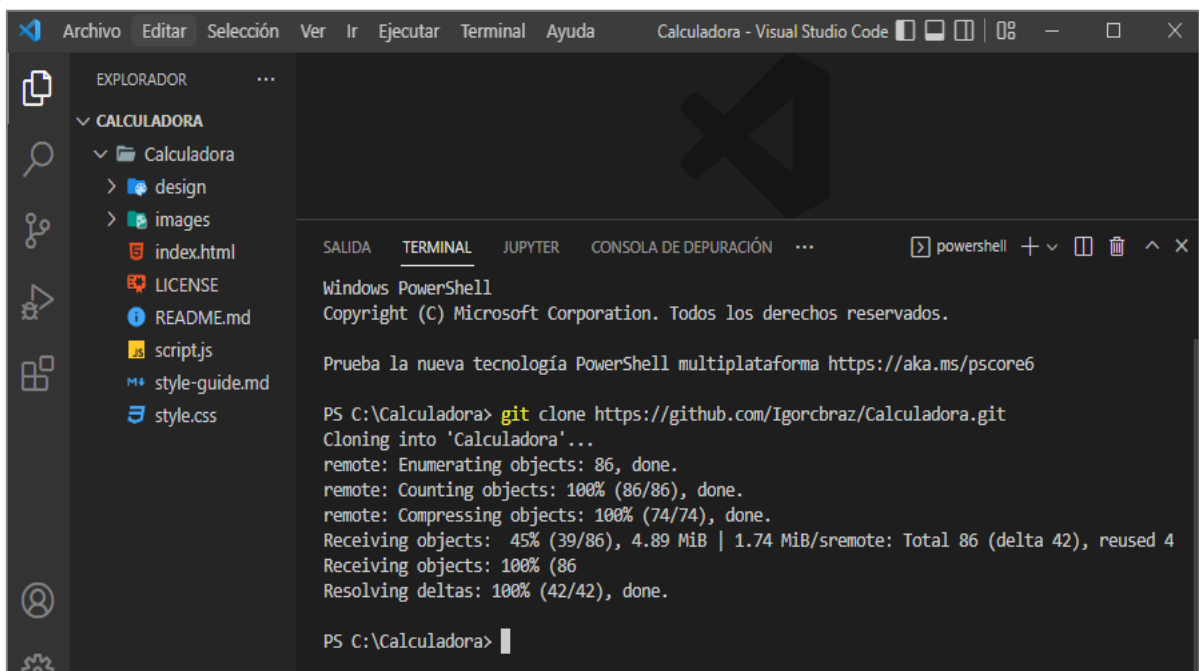 Archivo Editar Selección Ver Ir Ejecutar Terminal Ayuda Calculadora - Visual Studio Code
EXPLORADOR
CALCULADORA
Calculadora
design
images
index.html
LICENSE
README.md
script.js
style-guide.md
style.css
SALIDA TERMINAL JUPYTER CONSOLA DE DEPURACIÓN powershell
Windows PowerShell
Copyright (C) Microsoft Corporation. Todos los derechos reservados.
Prueba la nueva tecnología PowerShell multiplataforma https://aka.ms/pscore6
PS C:\Calculadora> git clone https://github.com/Igorcbraz/Calculadora.git
Cloning into 'Calculadora'...
remote: Enumerating objects: 86, done.
remote: Counting objects: 100% (86/86), done.
remote: Compressing objects: 100% (74/74), done.
Receiving objects:  45% (39/86), 4.89 MiB | 1.74 MiB/sremote: Total 86 (delta 42), reused 4
Receiving objects: 100% (86
Resolving deltas: 100% (42/42), done.
PS C:\Calculadora>